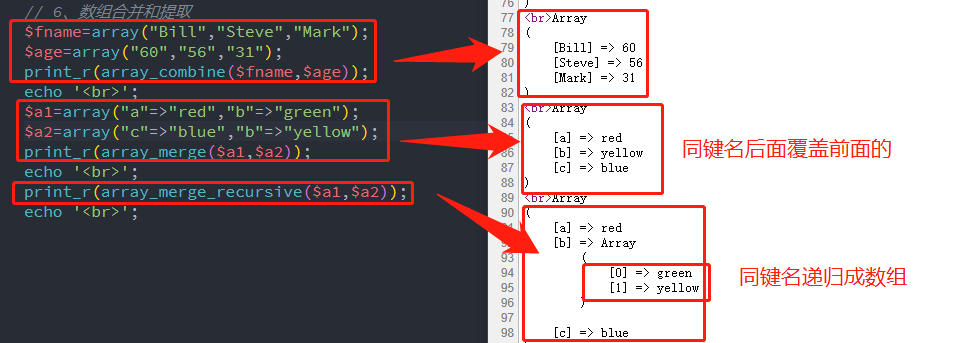 // 6、数组合并和提取
$fname=array("Bill","Steve","Mark");
$age=array("60","56","31");
print_r(array_combine($fname,$age));
echo '<br>';
$a1=array("a"=>"red","b"=>"green");
$a2=array("c"=>"blue","b"=>"yellow");
print_r(array_merge($a1,$a2));
echo '<br>';
print_r(array_merge_recursive($a1,$a2));
echo '<br>';
76 )
77 <br>Array
78 (
79 [Bill] => 60
80 [Steve] => 56
81 [Mark] => 31
82 )
83 <br>Array
84 (
85 [a] => red
86 [b] => yellow
87 [c] => blue
88 )
89 <br>Array
90 (
91 [a] => red
[b] => Array
93 (
94 [0] => green
95 [1] => yellow
96 )
97
98 [c] => blue
同键名后面覆盖前面的
同键名递归成数组